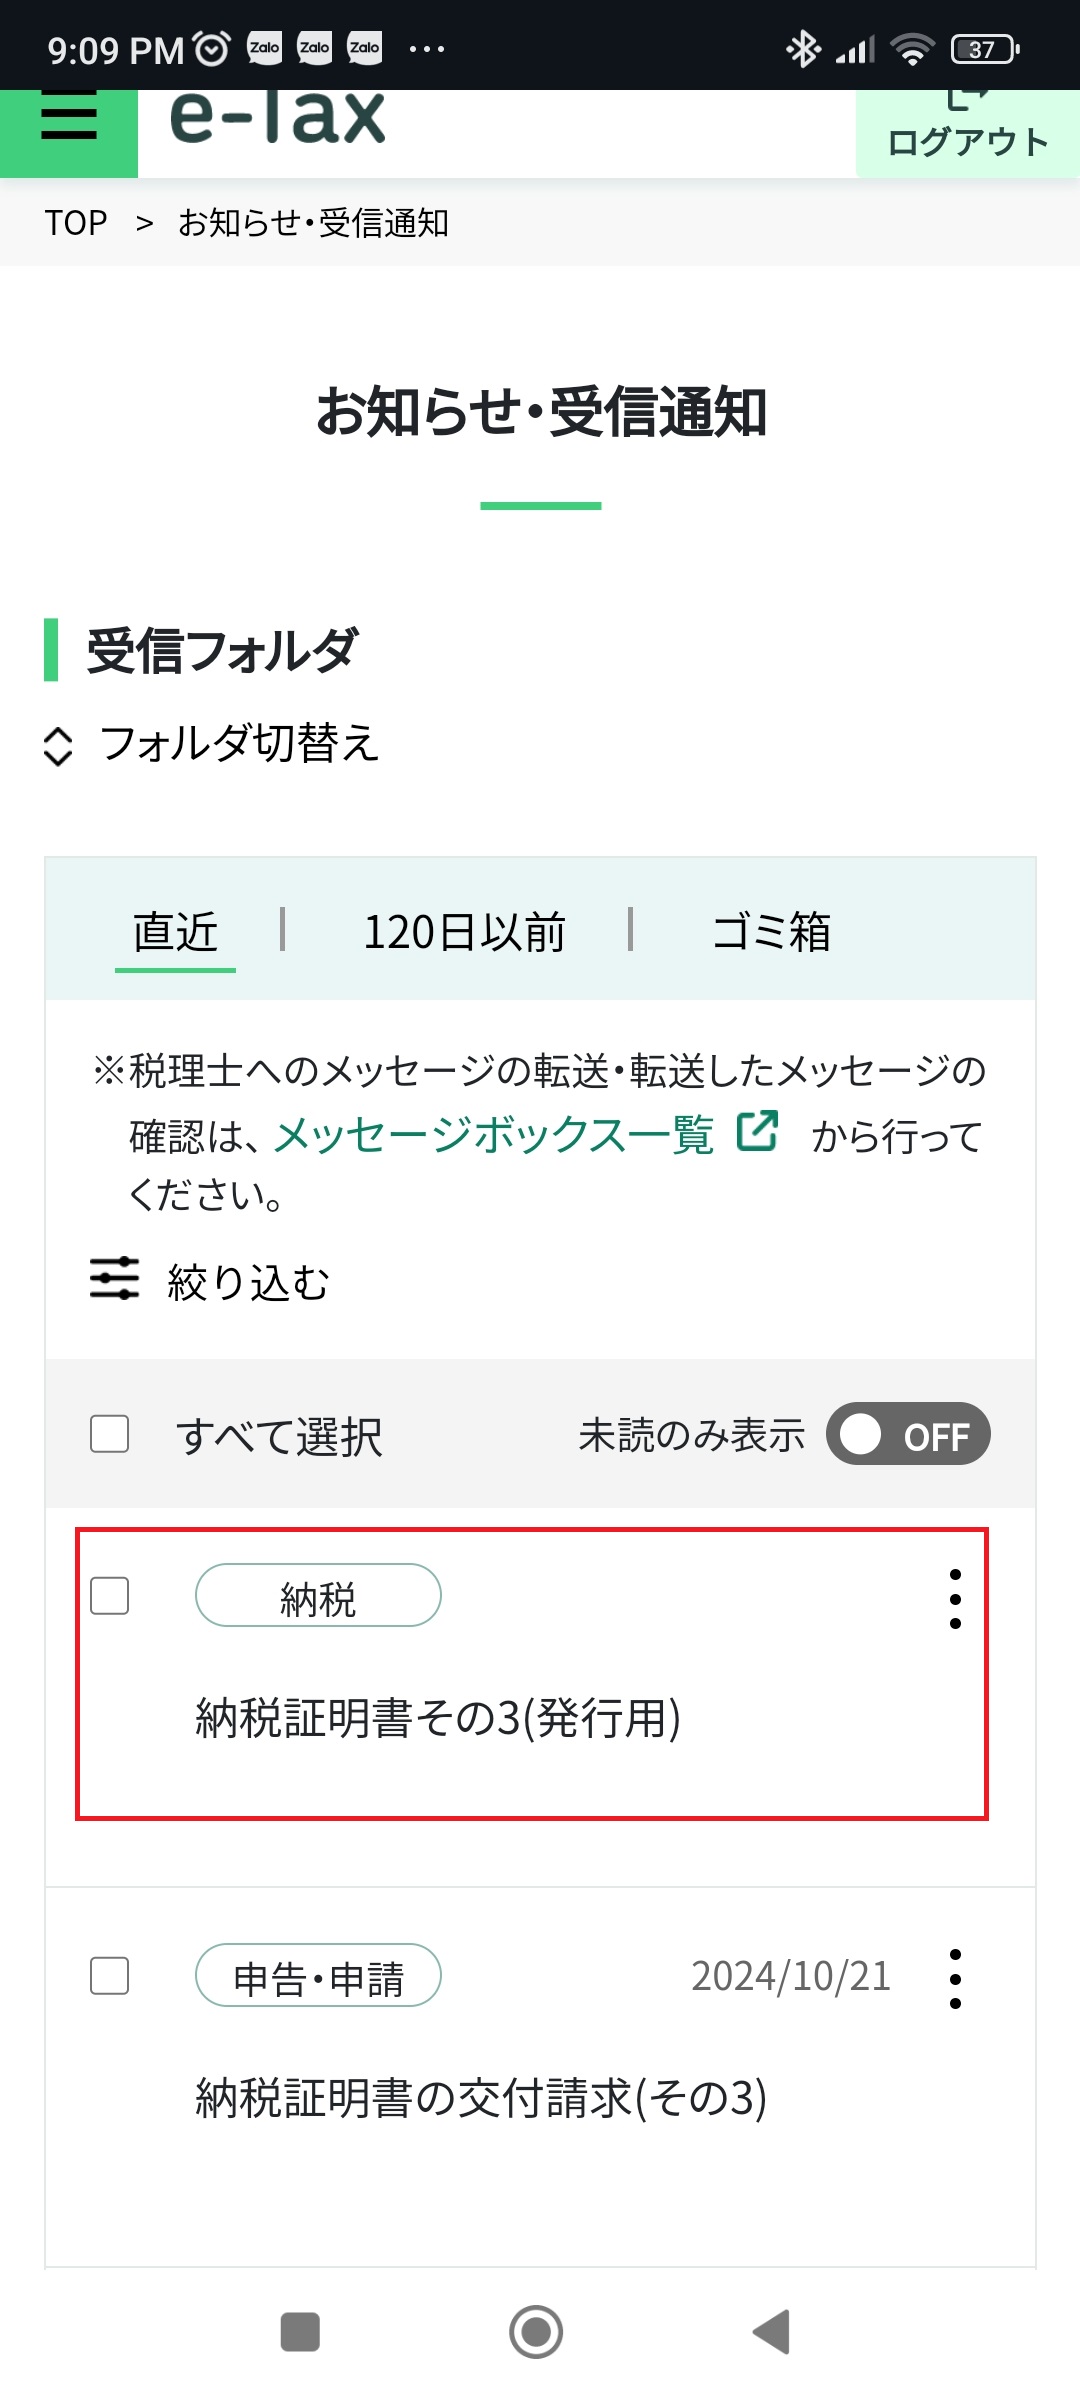 9:09 PM Zalo Zalo Zalo ... 37
e-Tax
ログアウト
TOP > お知らせ・受信通知
お知らせ・受信通知
受信フォルダ
フォルダ切替え
直近 | 120日以前 | ゴミ箱
※税理士へのメッセージの転送・転送したメッセージの
確認は、メッセージボックス一覧 から行って
ください。
絞り込む
すべて選択 未読のみ表示 OFF
納税
納税証明書その3(発行用)
申告・申請 2024/10/21
納税証明書の交付請求(その3)